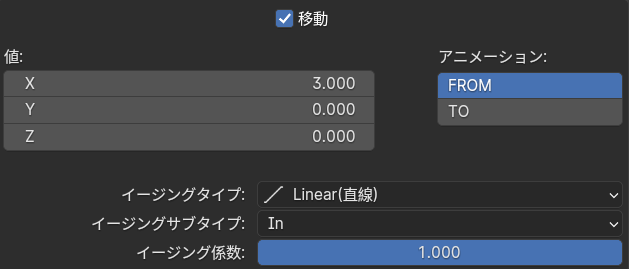 移動
値:
アニメーション:
X 3.000
FROM
Y 0.000
TO
Z 0.000
イージングタイプ: Linear(直線)
イージングサブタイプ: In
イージング係数: 1.000